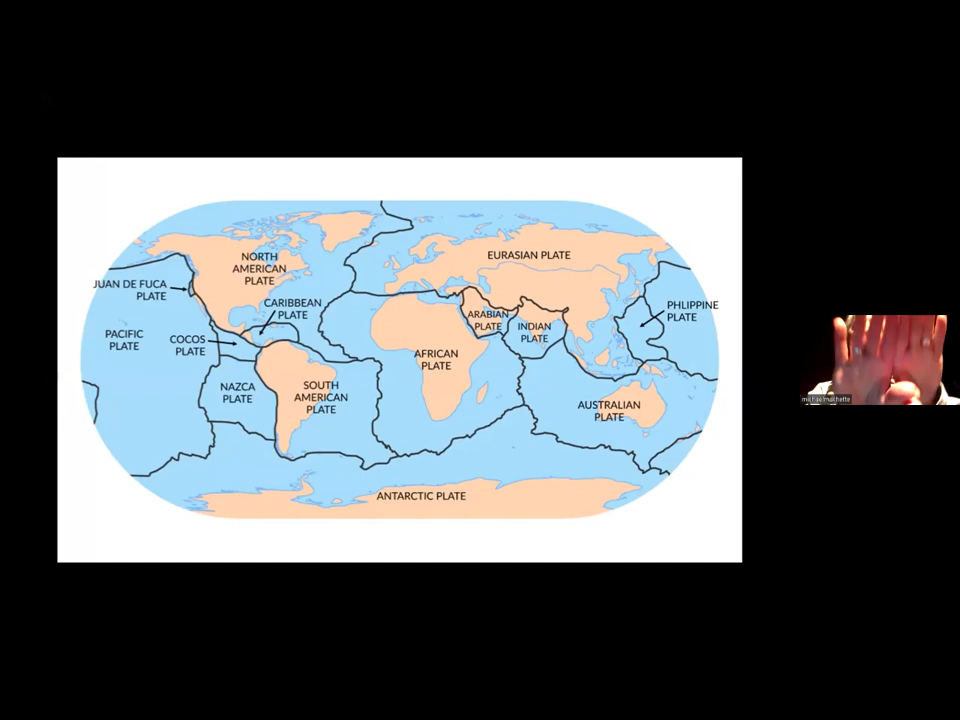 NORTH
AMERICAN
PLATE
EURASIAN PLATE
JUAN DE FUCA
PLATE
CARIBBEAN
PLATE
ARABIAN
PLATE
INDIAN
PLATE
PHLIPPINE
PLATE
PACIFIC
PLATE
COCOS
PLATE
AFRICAN
PLATE
NAZCA
PLATE
SOUTH
AMERICAN
PLATE
AUSTRALIAN
PLATE
ANTARCTIC PLATE